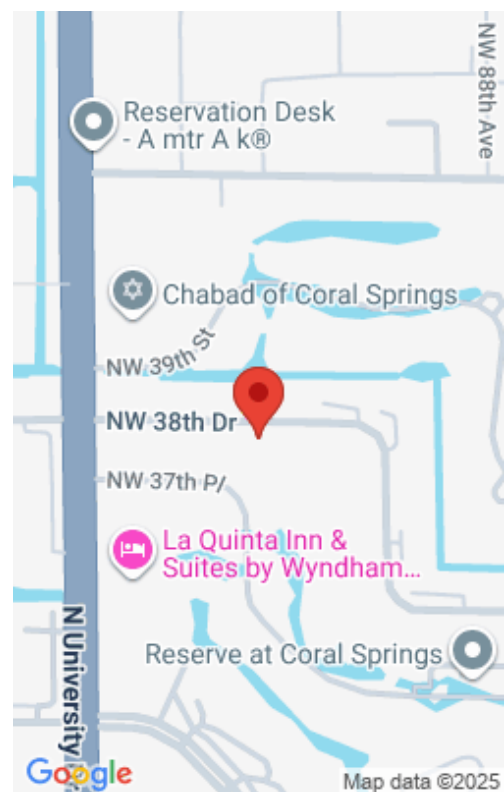 NW 88th Ave
Reservation Desk
- A mtr A k®
Chabad of Coral Springs
NW 39th St
NW 38th Dr
NW 37th P/
La Quinta Inn &
Suites by Wyndham...
N University
Reserve at Coral Springs
Google
Map data ©2025